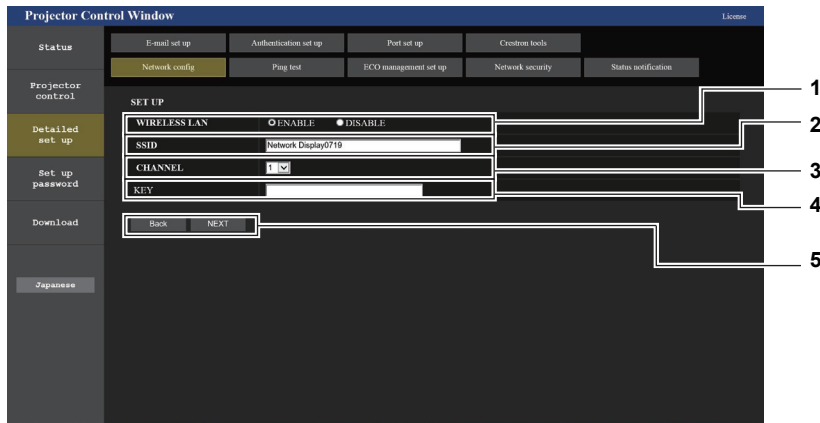 Projector Control Window License
Status
E-mail set up Authentication set up Port set up Crestron tools
Network config Ping test ECO management set up Network security Status notification
Projector
control
SET UP
1
WIRELESS LAN ENABLE DISABLE
2
Detailed
set up
SSID Network Display0719
CHANNEL 1
3
Set up
password
KEY
4
Download
Back NEXT
5
Japanese